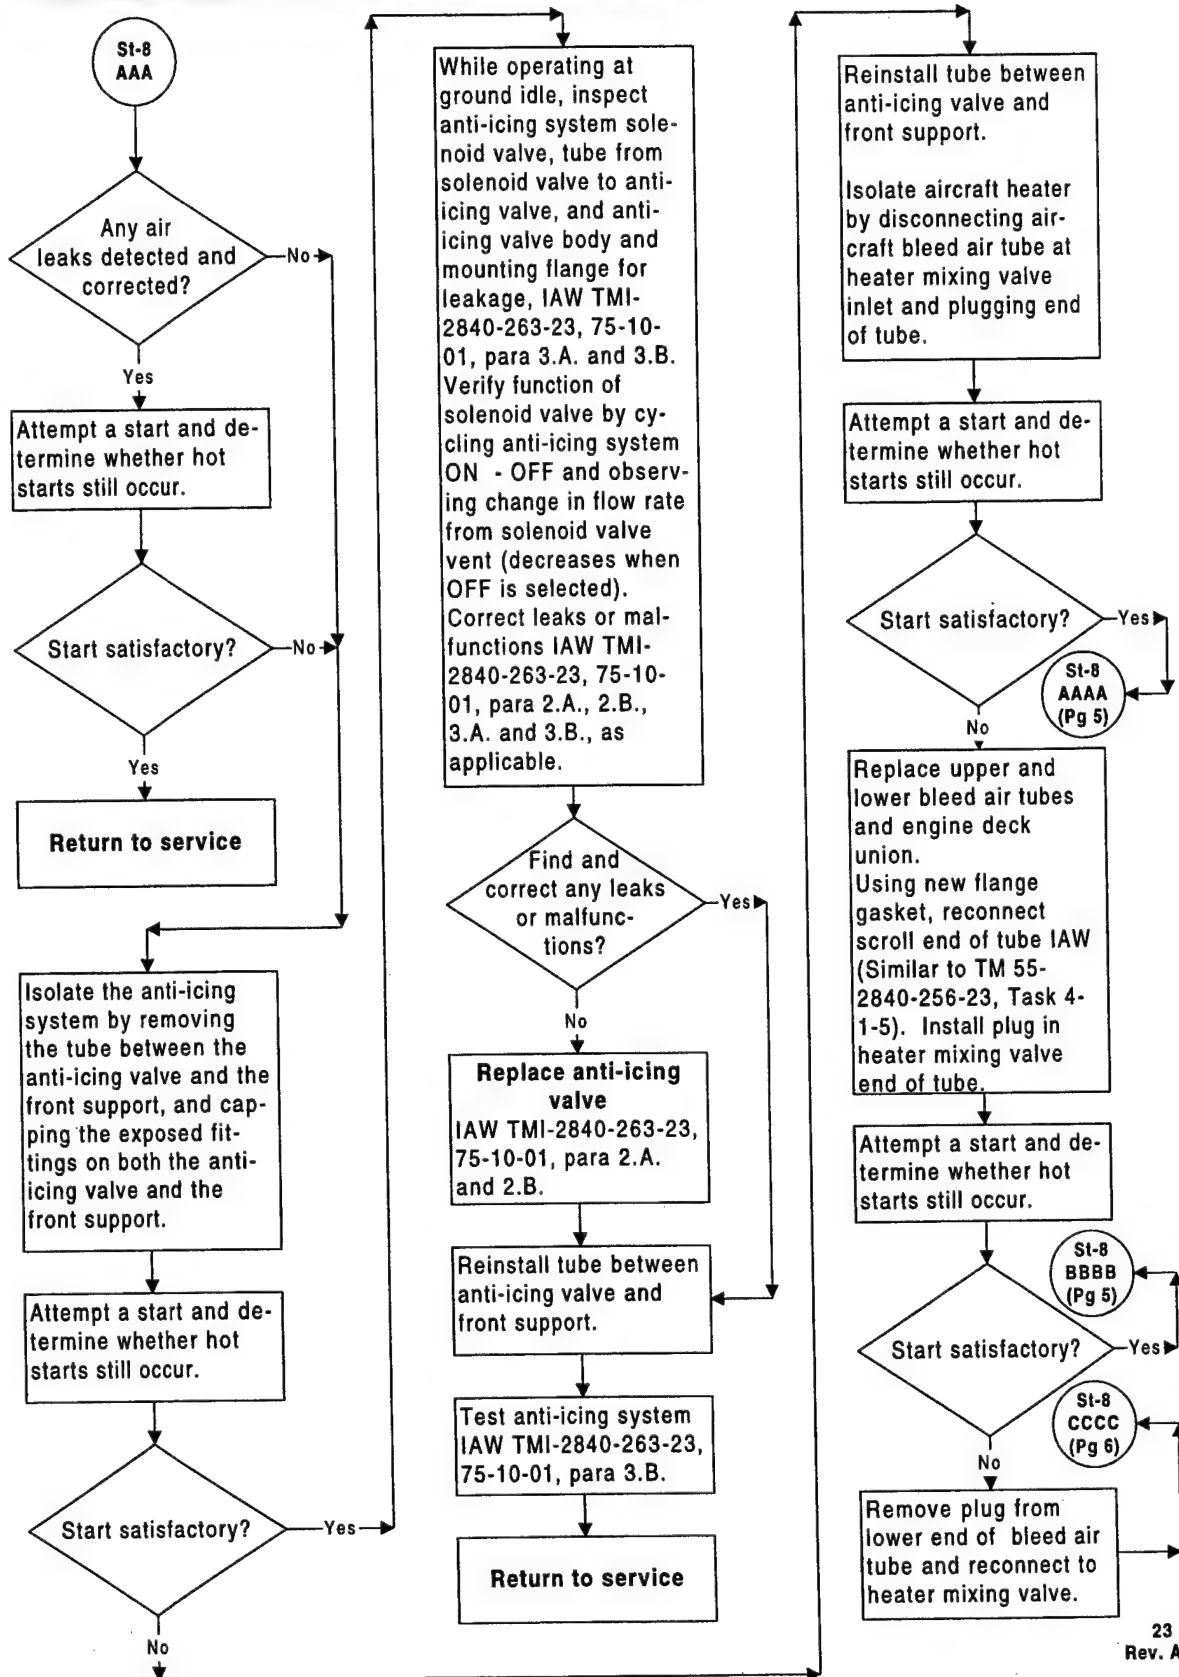 St-8
AAA
Any air
leaks detected and
corrected?
No
Yes
Attempt a start and de-
termine whether hot
starts still occur.
Start satisfactory?
No
Yes
Return to service
Isolate the anti-icing
system by removing
the tube between the
anti-icing valve and the
front support, and cap-
ping the exposed fit-
tings on both the anti-
icing valve and the
front support.
Attempt a start and de-
termine whether hot
starts still occur.
Start satisfactory?
Yes
No
While operating at
ground idle, inspect
anti-icing system sole-
noid valve, tube from
solenoid valve to anti-
icing valve, and anti-
icing valve body and
mounting flange for
leakage, IAW TMI-
2840-263-23, 75-10-
01, para 3.A. and 3.B.
Verify function of
solenoid valve by cy-
cling anti-icing system
ON - OFF and observ-
ing change in flow rate
from solenoid valve
vent (decreases when
OFF is selected).
Correct leaks or mal-
functions IAW TMI-
2840-263-23, 75-10-
01, para 2.A., 2.B.,
3.A. and 3.B., as
applicable.
Find and
correct any leaks
or malfunc-
tions?
Yes
No
Replace anti-icing
valve
IAW TMI-2840-263-23,
75-10-01, para 2.A.
and 2.B.
Reinstall tube between
anti-icing valve and
front support.
Test anti-icing system
IAW TMI-2840-263-23,
75-10-01, para 3.B.
Return to service
Reinstall tube between
anti-icing valve and
front support.
Isolate aircraft heater
by disconnecting air-
craft bleed air tube at
heater mixing valve
inlet and plugging end
of tube.
Attempt a start and de-
termine whether hot
starts still occur.
Start satisfactory?
Yes
St-8
AAAA
(Pg 5)
No
Replace upper and
lower bleed air tubes
and engine deck
union.
Using new flange
gasket, reconnect
scroll end of tube IAW
(Similar to TM 55-
2840-256-23, Task 4-
1-5). Install plug in
heater mixing valve
end of tube.
Attempt a start and de-
termine whether hot
starts still occur.
St-8
BBBB
(Pg 5)
Start satisfactory?
Yes
St-8
CCCC
(Pg 6)
No
Remove plug from
lower end of bleed air
tube and reconnect to
heater mixing valve.
23
Rev. A